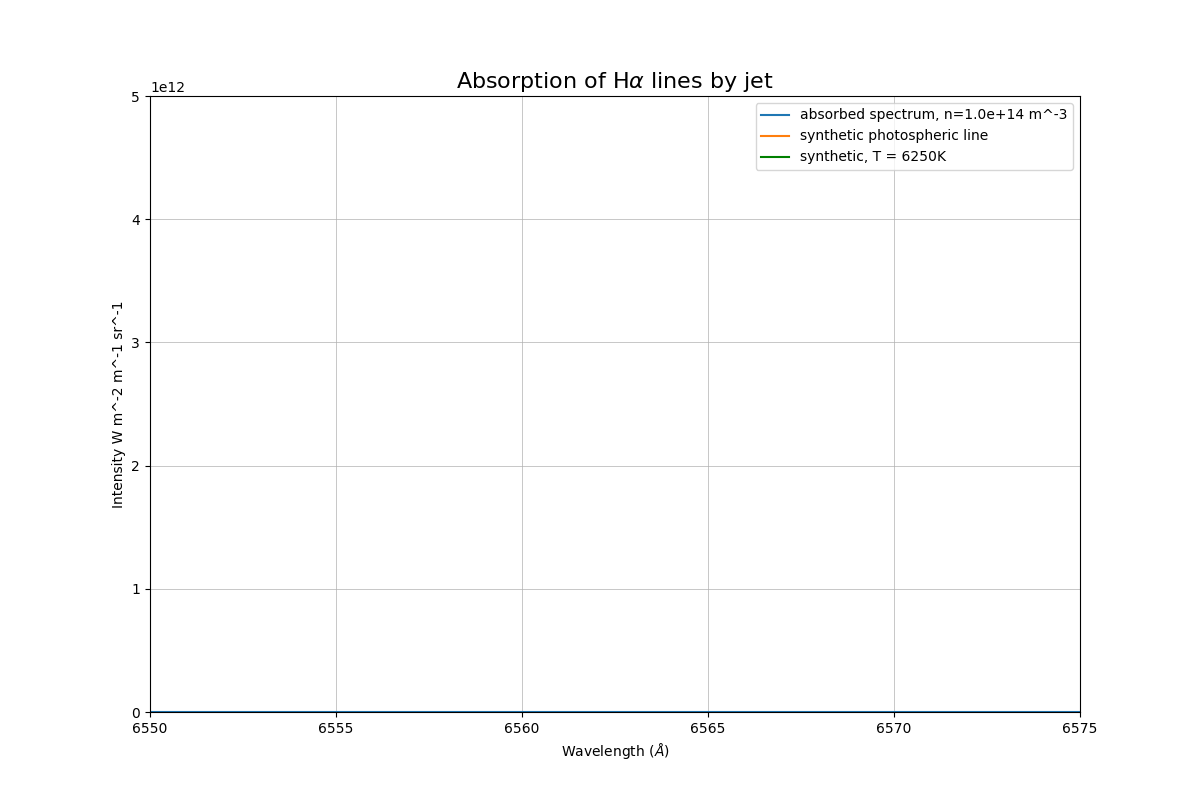 Absorption of Hα lines by jet
1e12
absorbed spectrum, n=1.0e+14 m^-3
synthetic photospheric line
synthetic, T = 6250K
Intensity W m^-2 m^-1 sr^-1
5
4
3
2
1
0
6550 6555 6560 6565 6570 6575
Wavelength (Å)